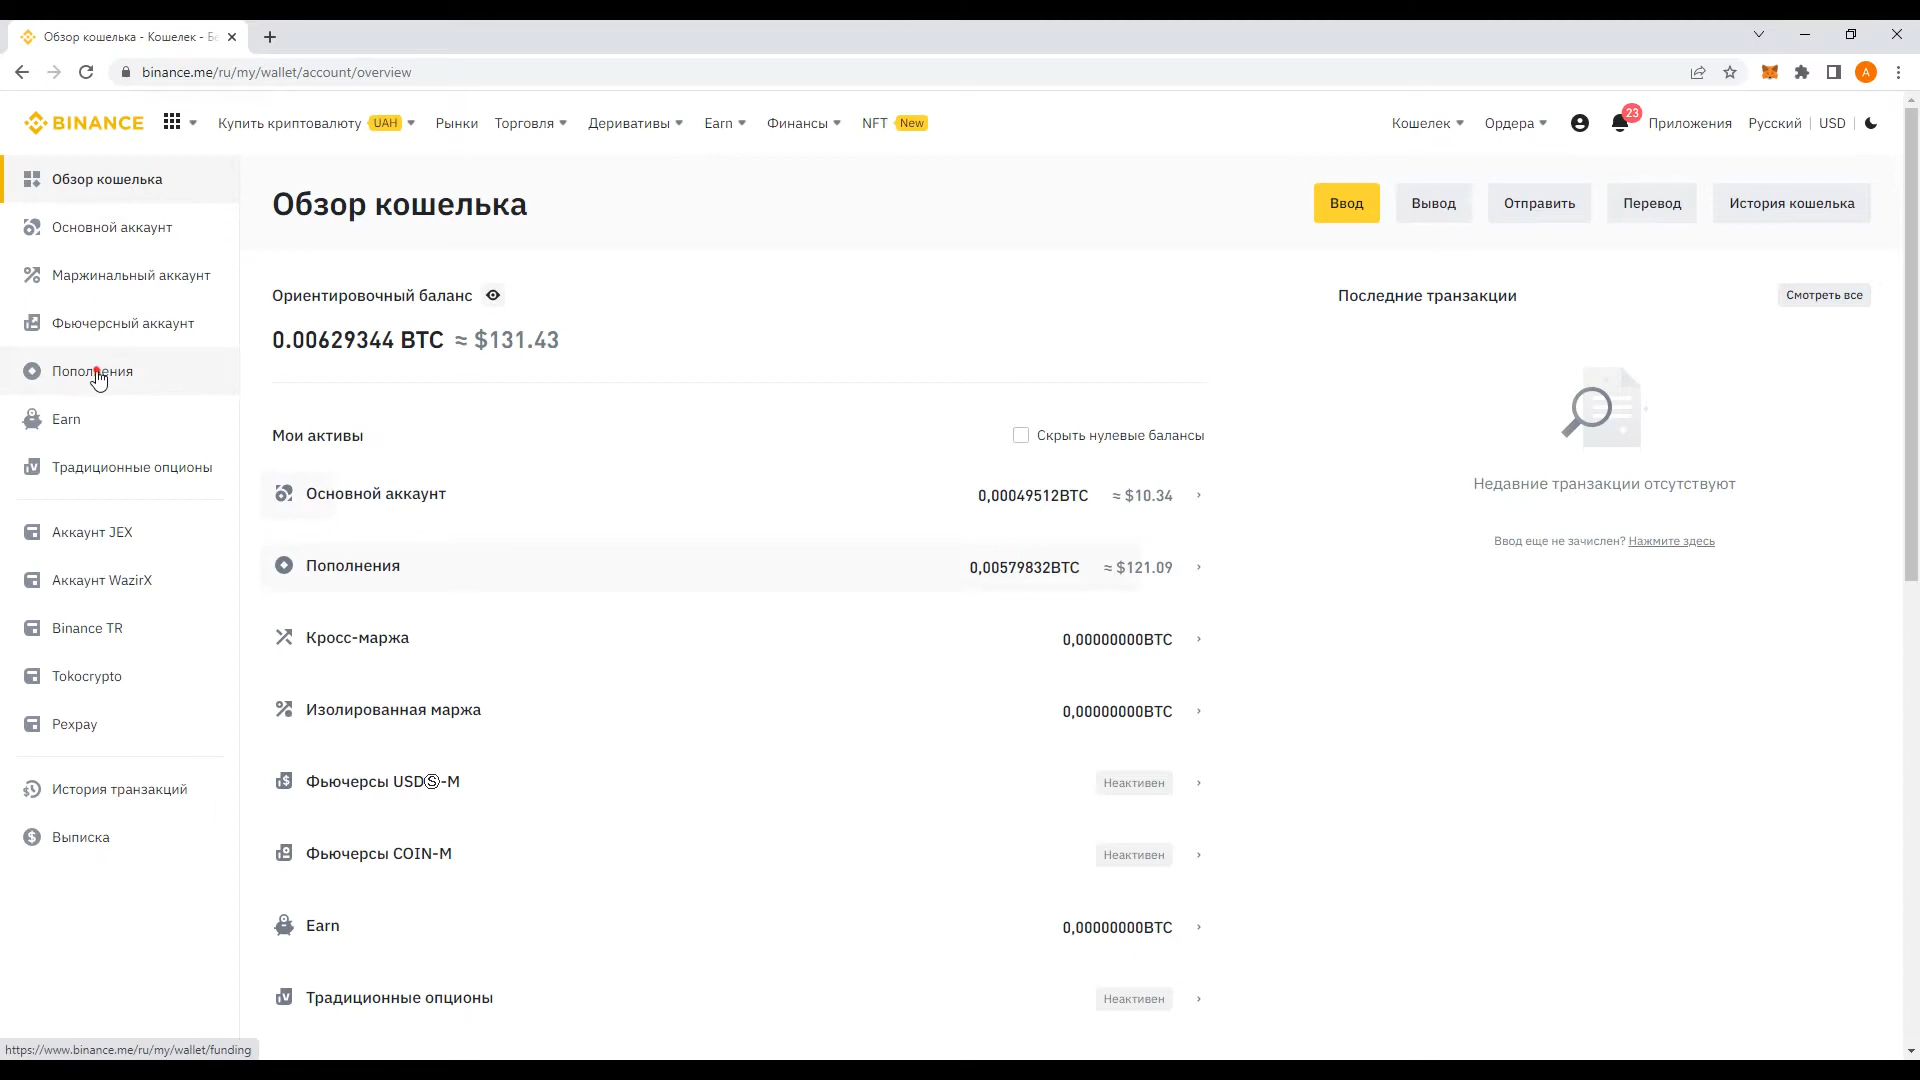 Обзор кошелька - Кошелек - Бе
binance.me/ru/my/wallet/account/overview
A
BINANCE
Купить криптовалюту UAH
Рынки
Торговля
Деривативы
Earn
Финансы
NFT New
Кошелек
Ордера
23
Приложения
Русский
USD
Обзор кошелька
Основной аккаунт
Маржинальный аккаунт
Фьючерсный аккаунт
Пополнения
Earn
Традиционные опционы
Аккаунт JEX
Аккаунт WazirX
Binance TR
Tokocrypto
Pexpay
История транзакций
Выписка
Обзор кошелька
Ввод
Вывод
Отправить
Перевод
История кошелька
Ориентировочный баланс
0.00629344 BTC ≈ $131.43
Мои активы
Скрыть нулевые балансы
Основной аккаунт 0,00049512BTC ≈ $10.34
Пополнения 0,00579832BTC ≈ $121.09
Кросс-маржа 0,00000000BTC
Изолированная маржа 0,00000000BTC
Фьючерсы USDⓈ-M Неактивен
Фьючерсы COIN-M Неактивен
Earn 0,00000000BTC
Традиционные опционы Неактивен
Последние транзакции
Смотреть все
Недавние транзакции отсутствуют
Ввод еще не зачислен? Нажмите здесь
https://www.binance.me/ru/my/wallet/funding